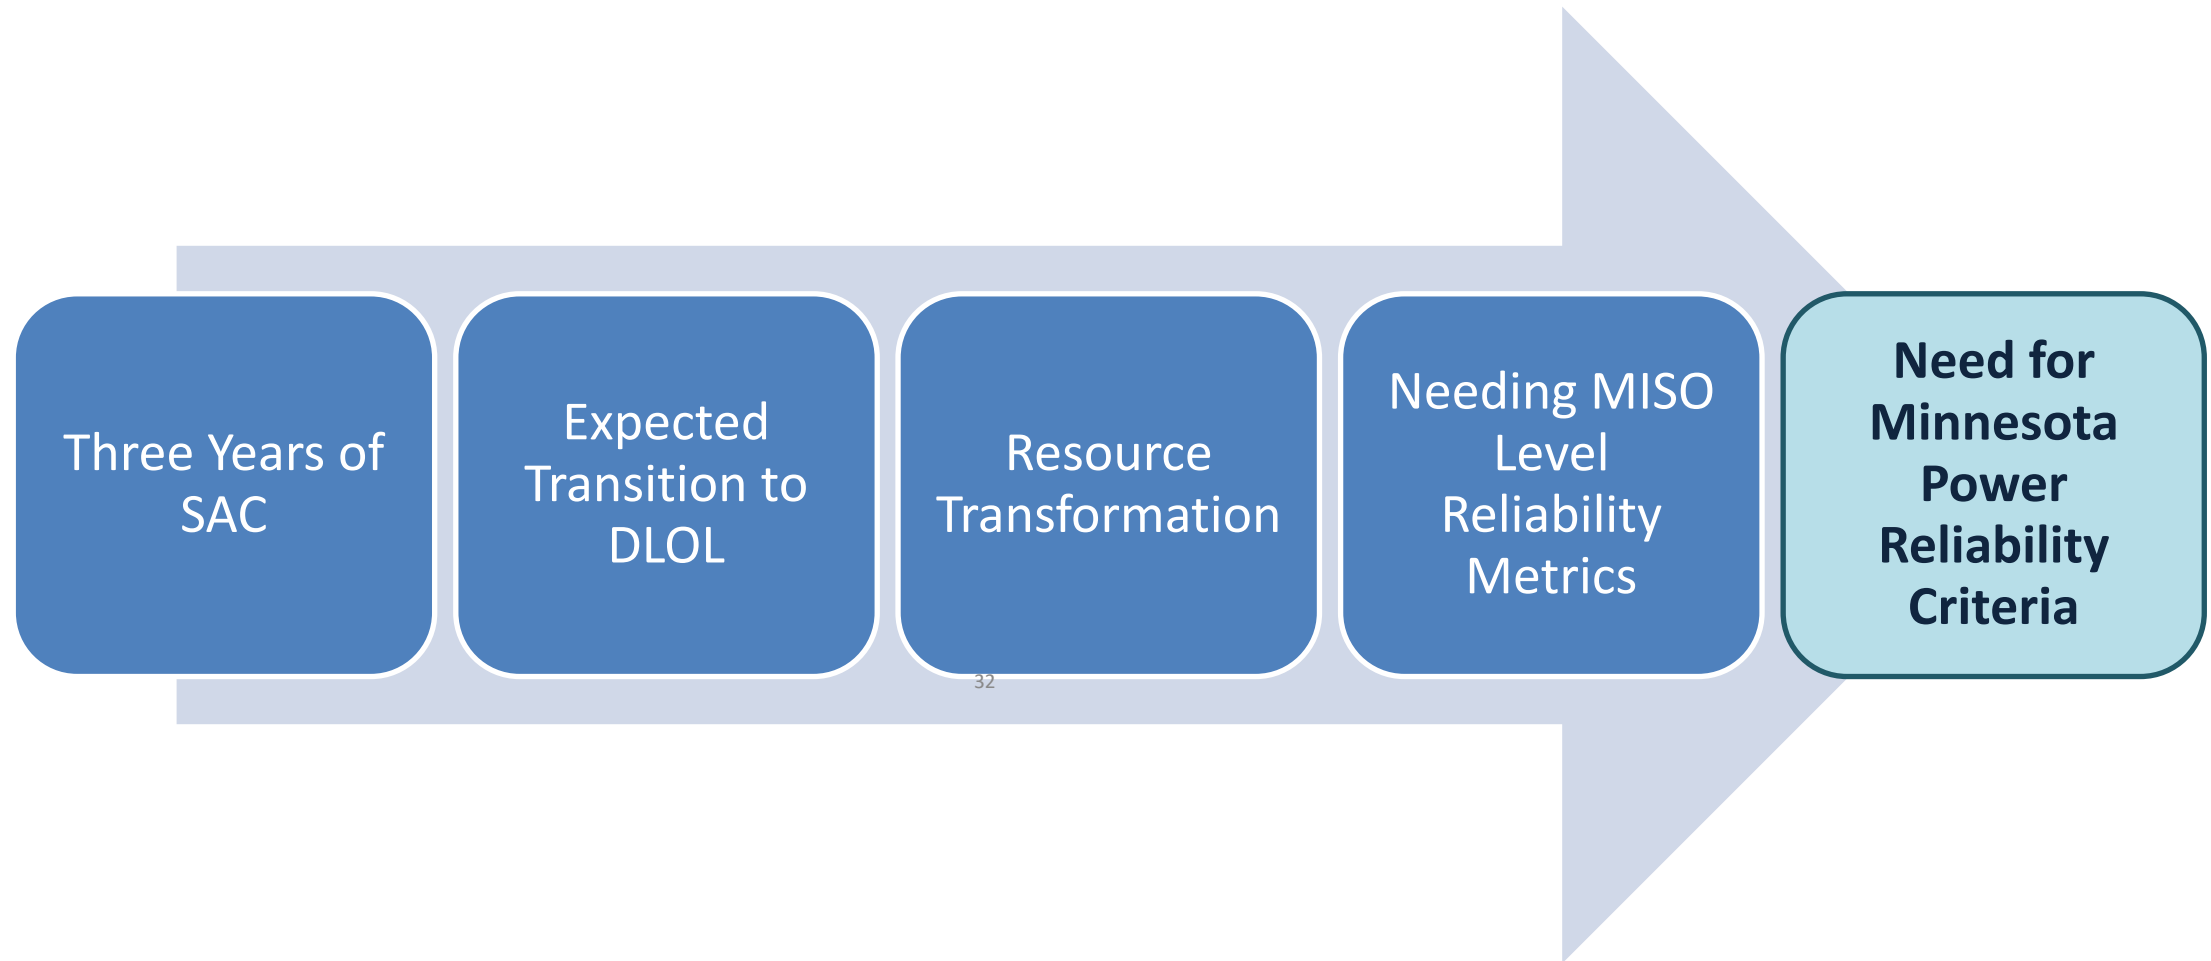 Three Years of
SAC
Expected
Transition to
DLOL
Resource
Transformation
Needing MISO
Level
Reliability
Metrics
Need for
Minnesota
Power
Reliability
Criteria
32